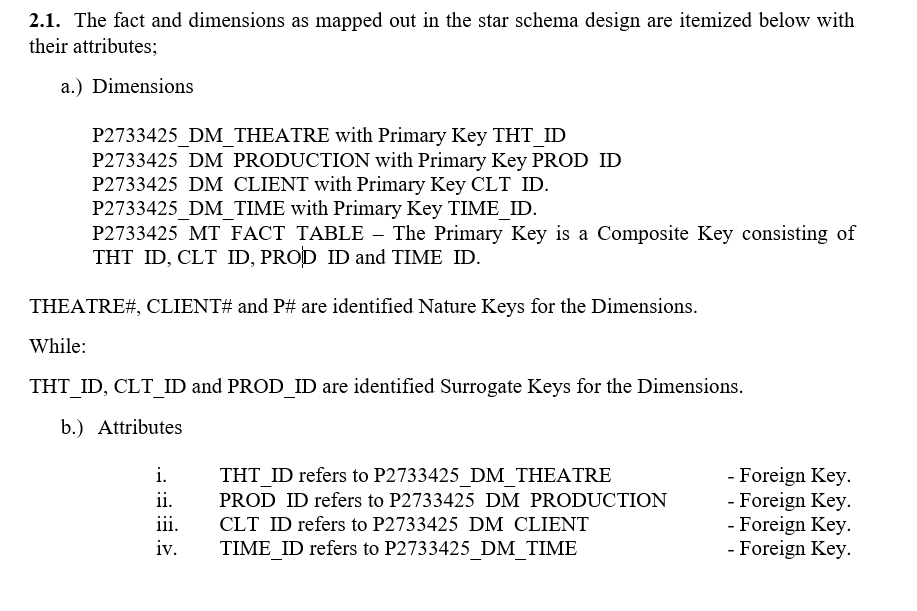 2.1. The fact and dimensions as mapped out in the star schema design are itemized below with
their attributes;
a.) Dimensions
P2733425_DM_THEATRE with Primary Key THT_ID
P2733425_DM_PRODUCTION with Primary Key PROD_ID
P2733425_DM_CLIENT with Primary Key CLT_ID.
P2733425_DM_TIME with Primary Key TIME_ID.
P2733425_MT_FACT_TABLE – The Primary Key is a Composite Key consisting of
THT_ID, CLT_ID, PROD_ID and TIME_ID.
THEATRE#, CLIENT# and P# are identified Nature Keys for the Dimensions.
While:
THT_ID, CLT_ID and PROD_ID are identified Surrogate Keys for the Dimensions.
b.) Attributes
i. THT_ID refers to P2733425_DM_THEATRE - Foreign Key.
ii. PROD_ID refers to P2733425_DM_PRODUCTION - Foreign Key.
iii. CLT_ID refers to P2733425_DM_CLIENT - Foreign Key.
iv. TIME_ID refers to P2733425_DM_TIME - Foreign Key.